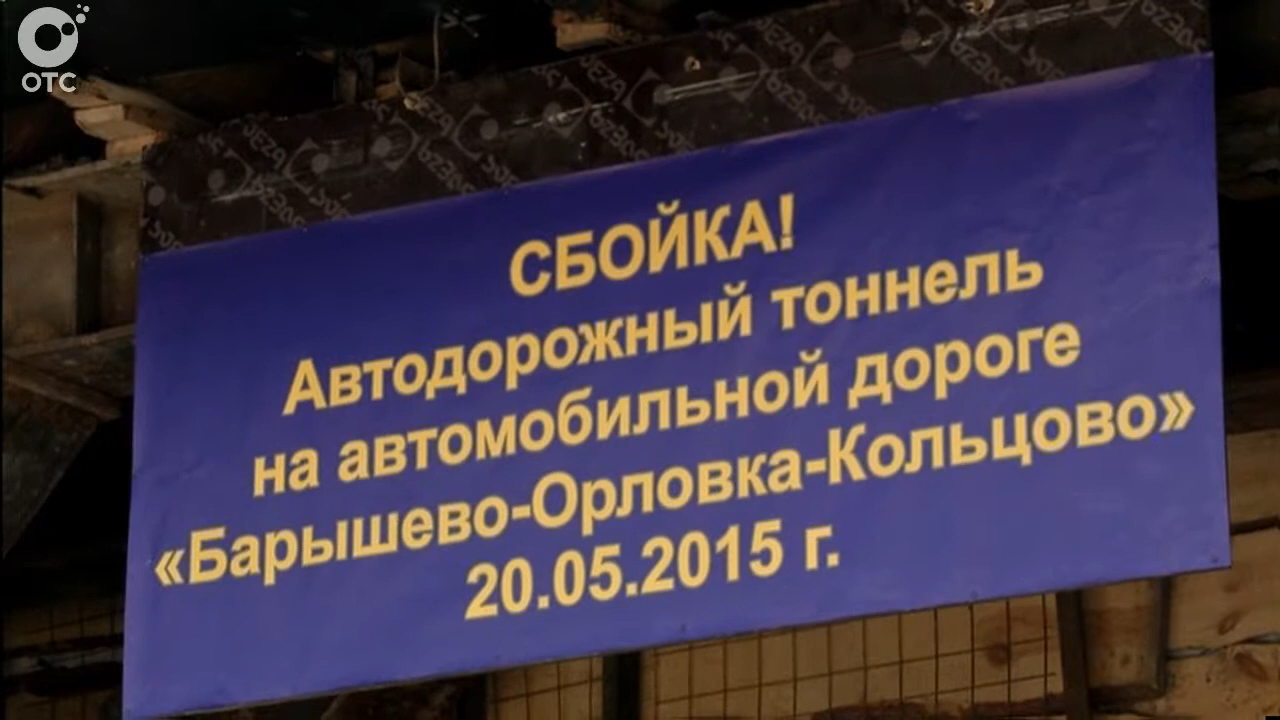 ОТС
СБОЙКА!
Автодорожный тоннель
на автомобильной дороге
«Барышево-Орловка-Кольцово»
20.05.2015 г.